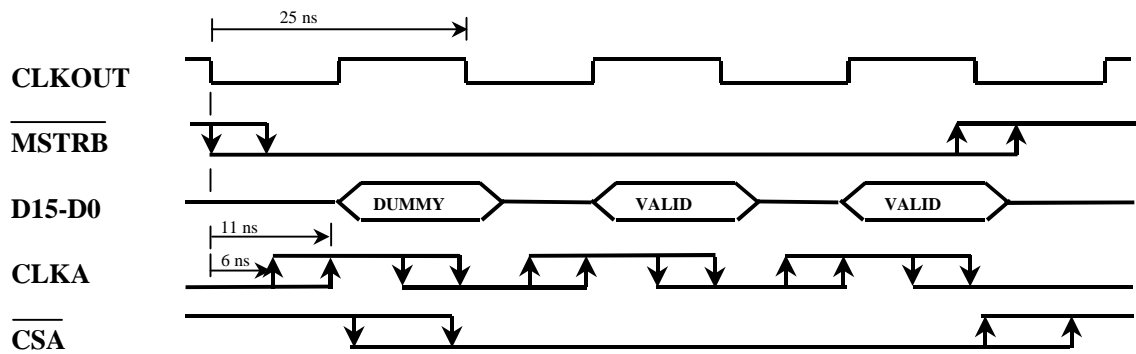 25 ns
CLKOUT
MSTRB
D15-D0 DUMMY VALID VALID
11 ns
6 ns
CLKA
CSA